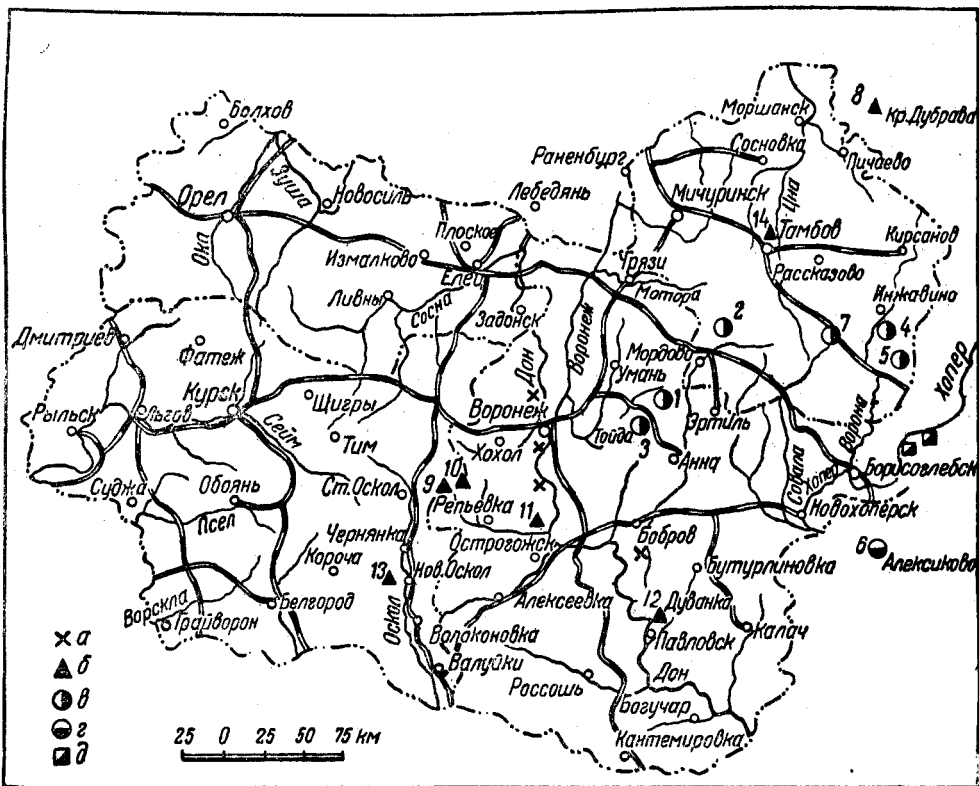 Болхов
Моршанск
8
Кр.Дубрава
Сосновка
Пичаево
Раненбург
Зуша
Новосиль
Лебедянь
Мичуринск
Цна
Орел
Плоское
14
Тамбов
Кирсанов
Ока
Измалково
Елец
Грязи
Рассказово
Ливны
Сосна
Задонск
Мотора
Инжавино
2
7
4
Дмитриев
Фатеж
Дон
Воронеж
Мордово
5
Хопер
Умань
Рыльск
Льгов
Курск
Щигры
Воронеж
1
Эртиль
Ворона
Сейм
Тим
Хохол
Тойда
3
Анна
Савала
Хопер
Борисоглебск
Суджа
Обоянь
Ст.Оскол
10
9
Репьевка
11
Новохоперск
Псел
Чернянка
Острогожск
Бобров
6
Алексиково
Короча
13
Нов.Оскол
Бутурлиновка
Ворскла
Белгород
Оскол
Алексеевка
12
Дуванка
Грайворон
Волоконовка
Павловск
Калач
а
Валуйки
Дон
б
Россошь
Богучар
в
г
25 0 25 50 75 км
Кантемировка
д